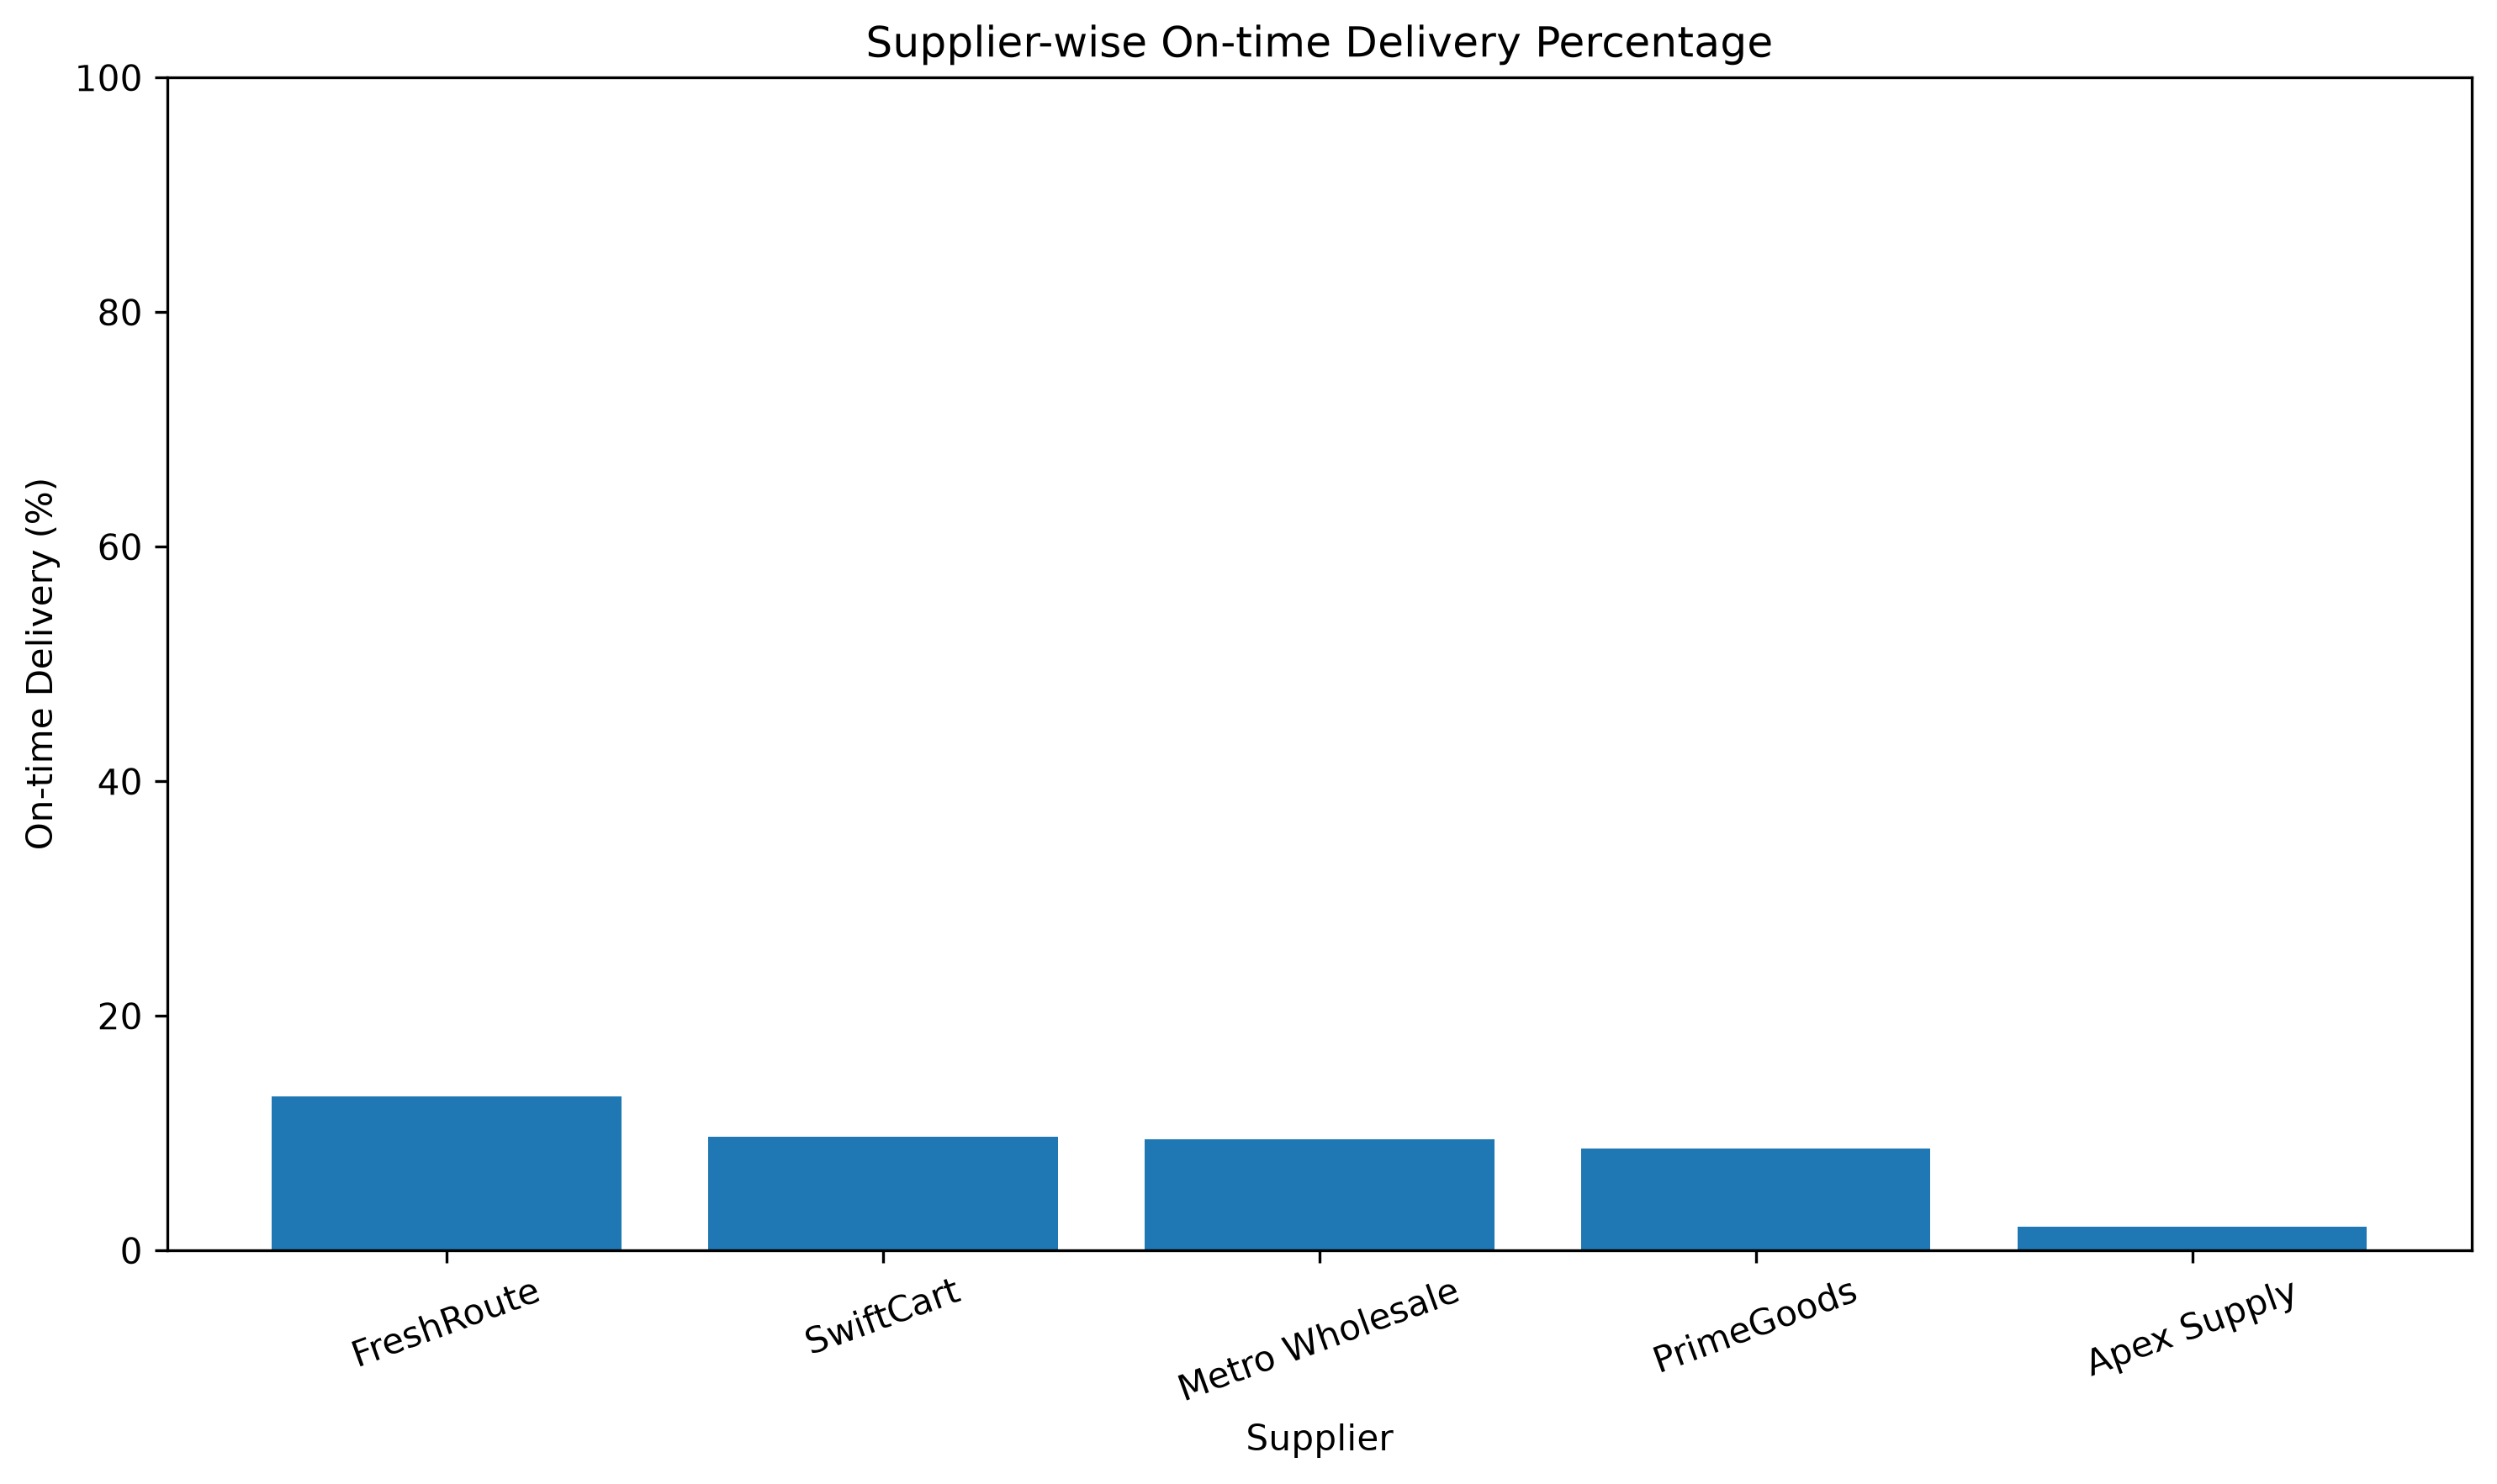 Supplier-wise On-time Delivery Percentage
100
80
60
40
20
0
On-time Delivery (%)
FreshRoute
SwiftCart
Metro Wholesale
PrimeGoods
Apex Supply
Supplier